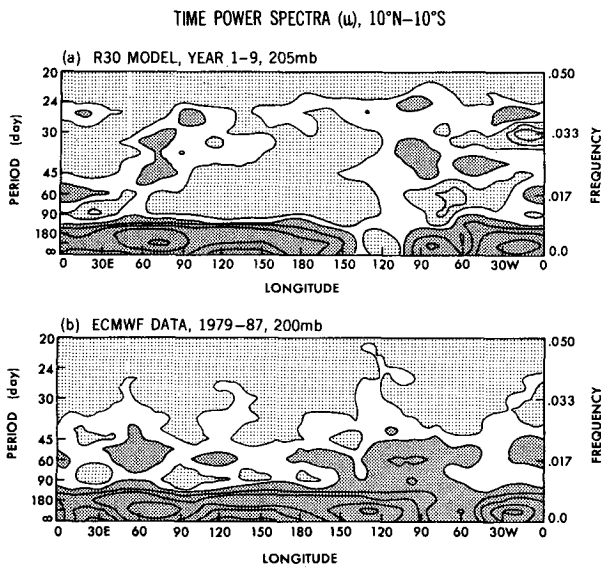 TIME POWER SPECTRA (u), 10°N–10°S
(a) R30 MODEL, YEAR 1-9, 205mb
20 .50
24
30 .033
45
60 .017
90
180
∞ 0.0
PERIOD (day)
FREQUENCY
0 30E 60 90 120 150 180 150 120 90 60 30W 0
LONGITUDE
(b) ECMWF DATA, 1979–87, 200mb
20 0.50
24
30 .033
45
60 .017
90
180
∞ 0.0
PERIOD (day)
FREQUENCY
0 30E 60 90 120 150 180 150 120 90 60 30W 0
LONGITUDE